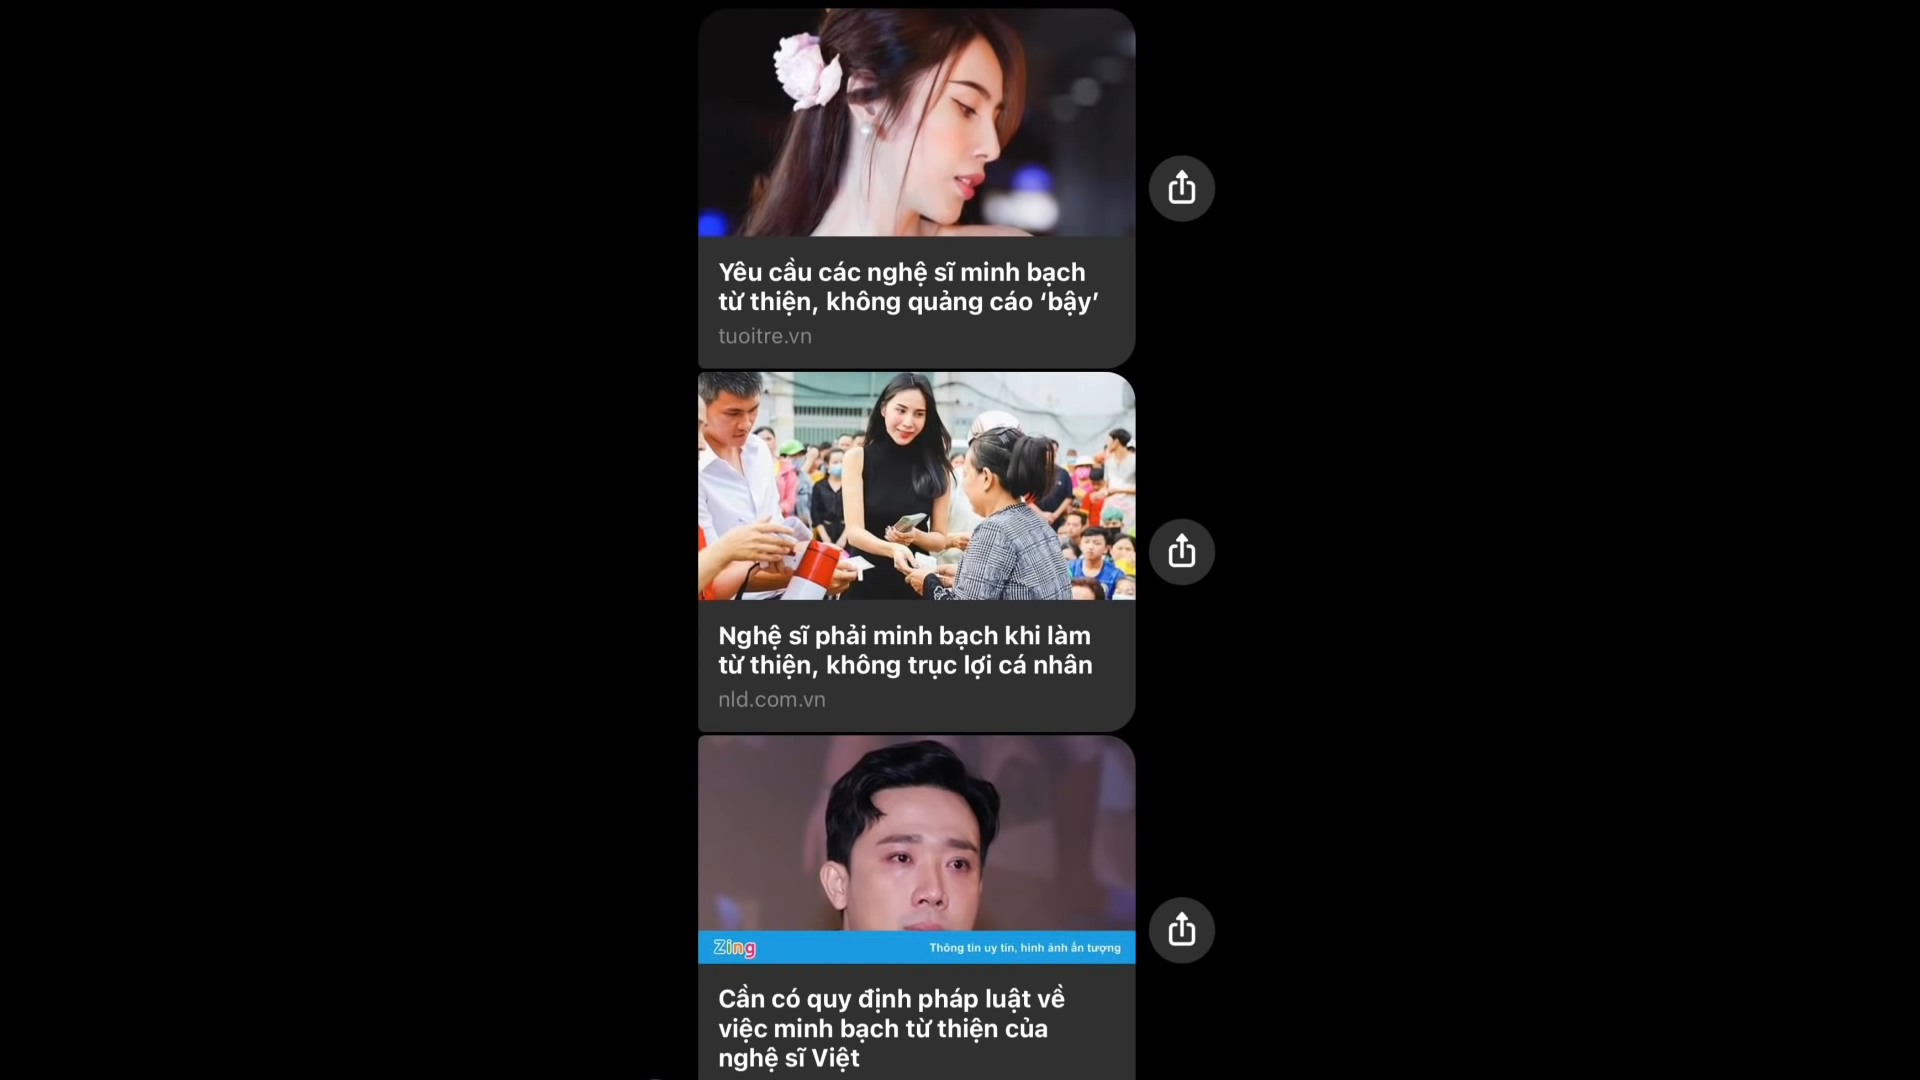 Yêu cầu các nghệ sĩ minh bạch
từ thiện, không quảng cáo ‘bậy’
tuoitre.vn
Nghệ sĩ phải minh bạch khi làm
từ thiện, không trục lợi cá nhân
nld.com.vn
Zing
Thông tin uy tín, hình ảnh ấn tượng
Cần có quy định pháp luật về
việc minh bạch từ thiện của
nghệ sĩ Việt